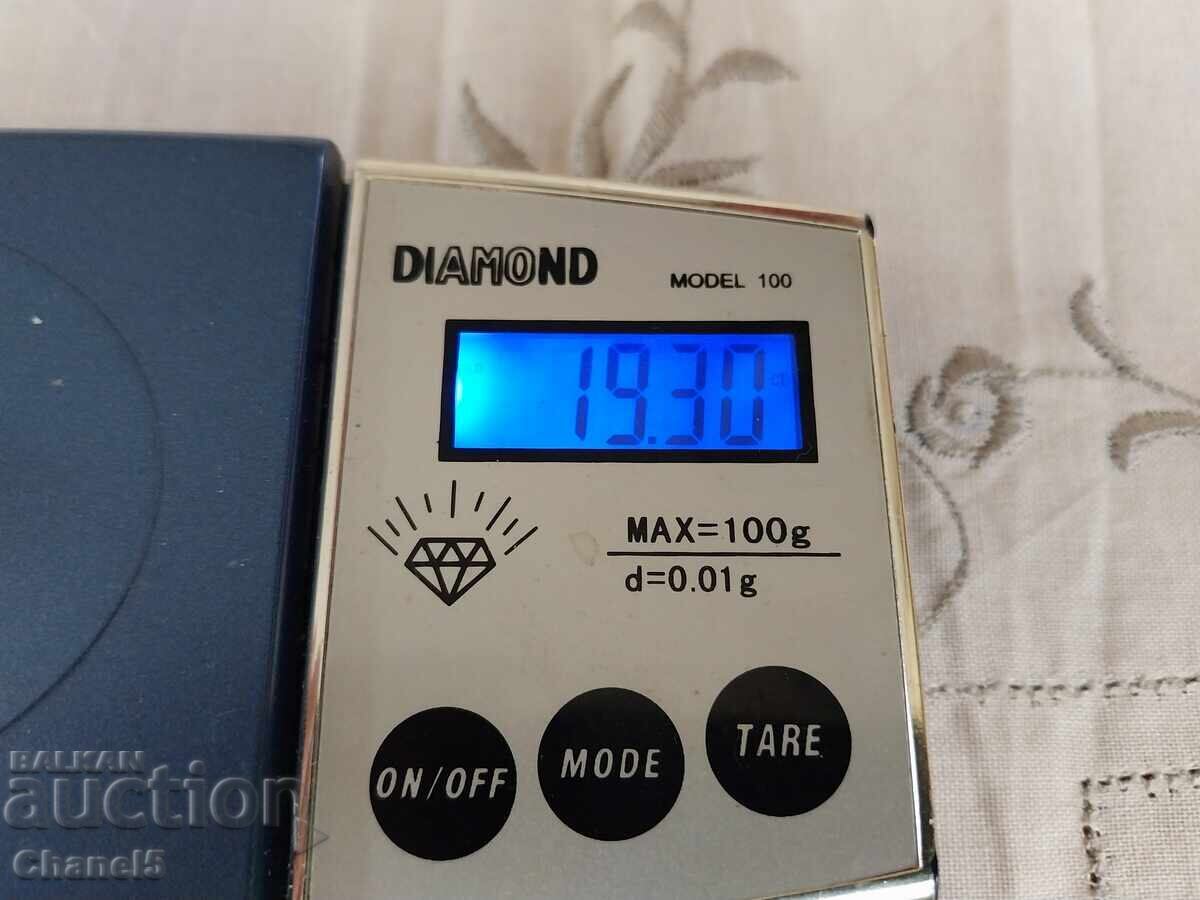 DIAMOND
MODEL 100
19.30 ct
MAX=100g
d=0.01g
ON/OFF
MODE
TARE
BALKAN
auction
Chanel5